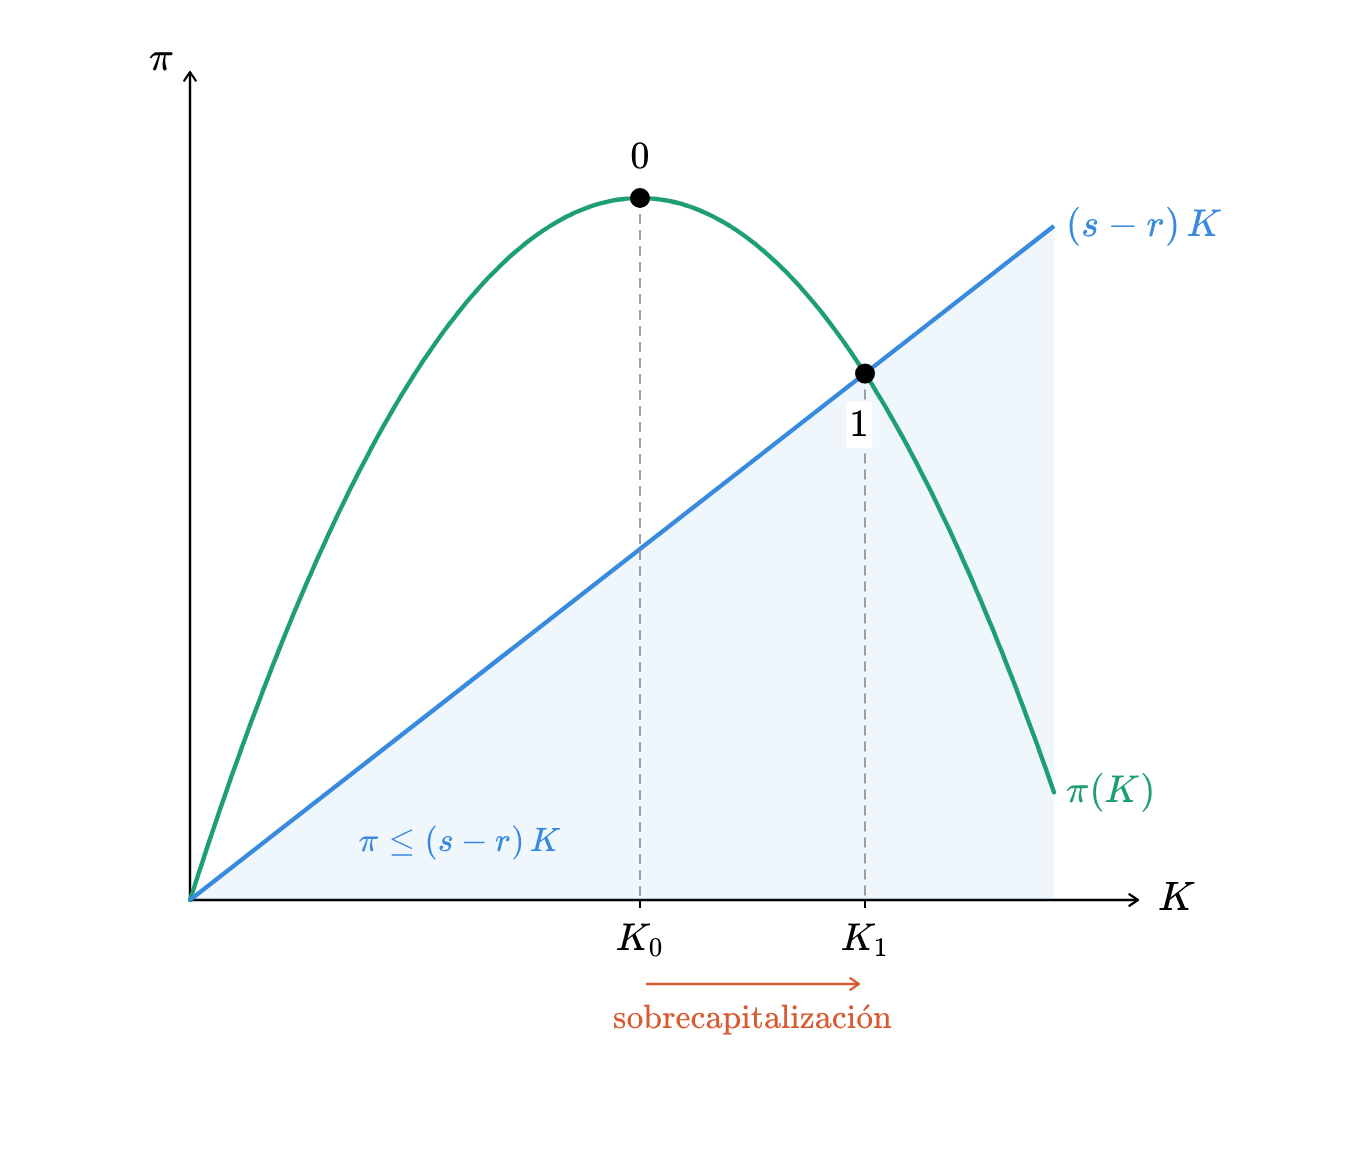 π
0
(s − r) K
1
π(K)
π ≤ (s − r) K
K
K₀
K₁
sobrecapitalización